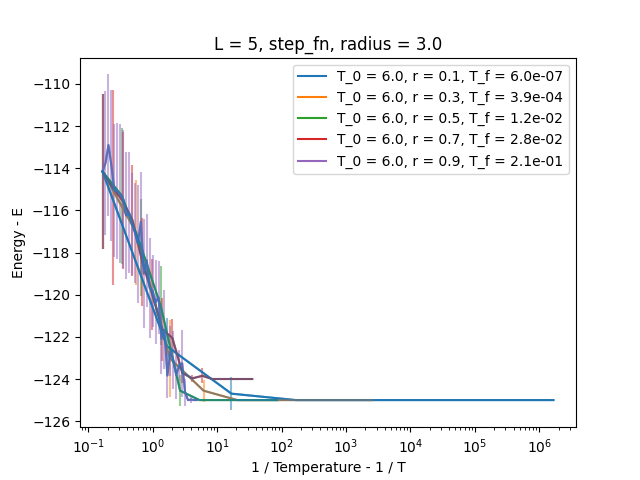 L = 5, step_fn, radius = 3.0
T_0 = 6.0, r = 0.1, T_f = 6.0e-07
T_0 = 6.0, r = 0.3, T_f = 3.9e-04
T_0 = 6.0, r = 0.5, T_f = 1.2e-02
T_0 = 6.0, r = 0.7, T_f = 2.8e-02
T_0 = 6.0, r = 0.9, T_f = 2.1e-01
Energy - E
−110
−112
−114
−116
−118
−120
−122
−124
−126
10⁻¹ 10⁰ 10¹ 10² 10³ 10⁴ 10⁵ 10⁶
1 / Temperature - 1 / T